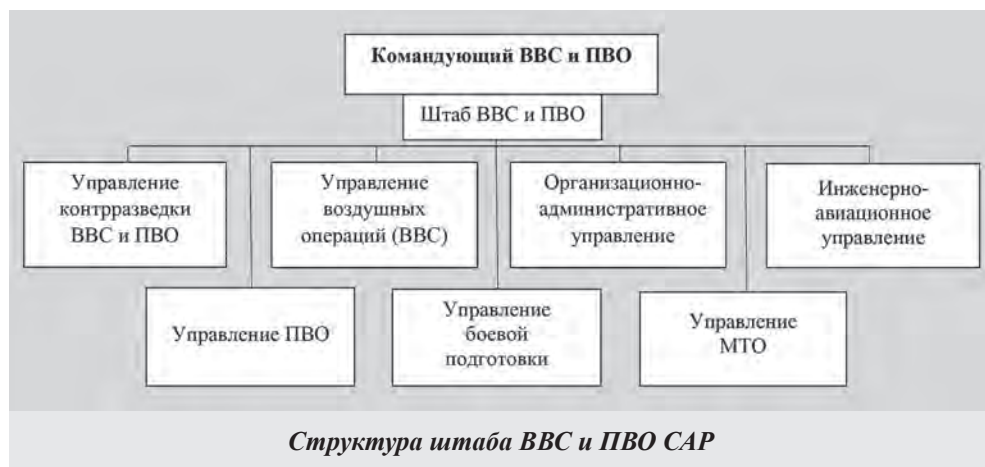 Командующий ВВС и ПВО
Штаб ВВС и ПВО
Управление
контрразведки
ВВС и ПВО
Управление
воздушных
операций (ВВС)
Организационно-
административное
управление
Инженерно-
авиационное
управление
Управление ПВО
Управление
боевой
подготовки
Управление
МТО
Структура штаба ВВС и ПВО САР